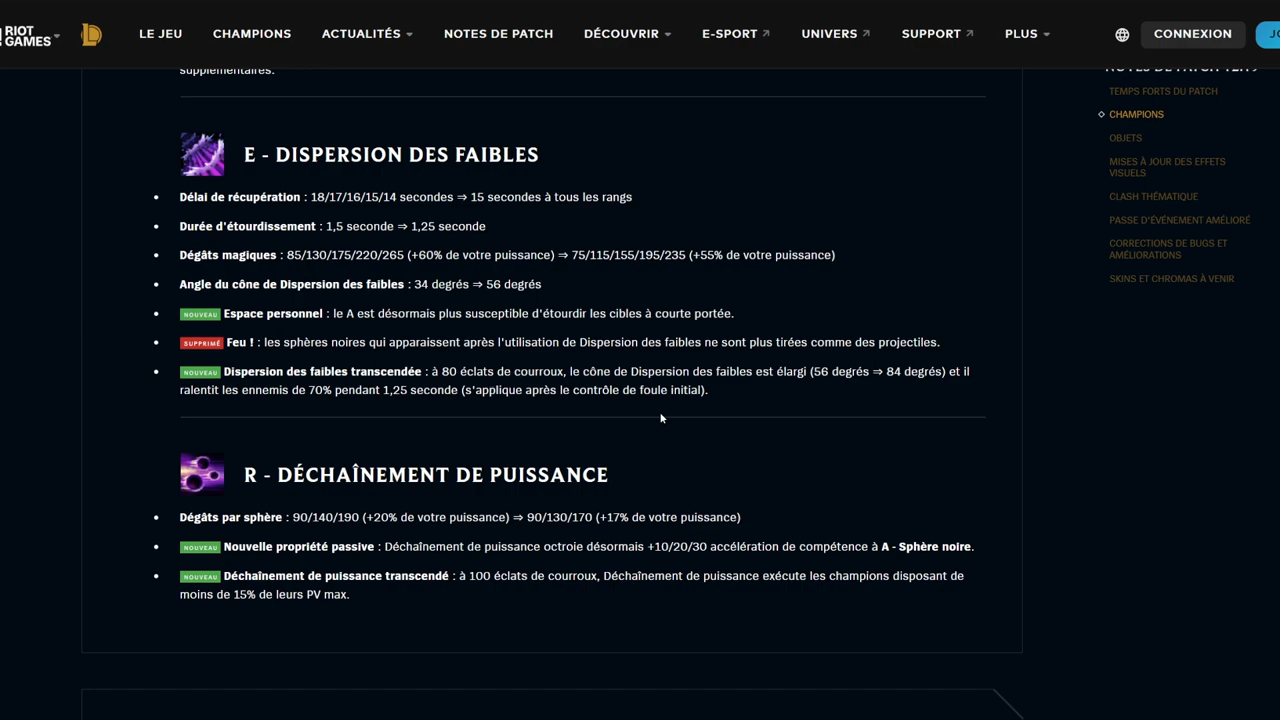 RIOT GAMES
LE JEU
CHAMPIONS
ACTUALITÉS
NOTES DE PATCH
DÉCOUVRIR
E-SPORT
UNIVERS
SUPPORT
PLUS
CONNEXION
supplémentaires.
E - DISPERSION DES FAIBLES
Délai de récupération : 18/17/16/15/14 secondes ⇒ 15 secondes à tous les rangs
Durée d'étourdissement : 1,5 seconde ⇒ 1,25 seconde
Dégâts magiques : 85/130/175/220/265 (+60% de votre puissance) ⇒ 75/115/155/195/235 (+55% de votre puissance)
Angle du cône de Dispersion des faibles : 34 degrés ⇒ 56 degrés
NOUVEAU Espace personnel : le A est désormais plus susceptible d'étourdir les cibles à courte portée.
SUPPRIMÉ Feu ! : les sphères noires qui apparaissent après l'utilisation de Dispersion des faibles ne sont plus tirées comme des projectiles.
NOUVEAU Dispersion des faibles transcendée : à 80 éclats de courroux, le cône de Dispersion des faibles est élargi (56 degrés ⇒ 84 degrés) et il
ralentit les ennemis de 70% pendant 1,25 seconde (s'applique après le contrôle de foule initial).
R - DÉCHAÎNEMENT DE PUISSANCE
Dégâts par sphère : 90/140/190 (+20% de votre puissance) ⇒ 90/130/170 (+17% de votre puissance)
NOUVEAU Nouvelle propriété passive : Déchaînement de puissance octroie désormais +10/20/30 accélération de compétence à A - Sphère noire.
NOUVEAU Déchaînement de puissance transcendé : à 100 éclats de courroux, Déchaînement de puissance exécute les champions disposant de
moins de 15% de leurs PV max.
TEMPS FORTS DU PATCH
CHAMPIONS
OBJETS
MISES À JOUR DES EFFETS
VISUELS
CLASH THÉMATIQUE
PASSE D'ÉVÉNEMENT AMÉLIORÉ
CORRECTIONS DE BUGS ET
AMÉLIORATIONS
SKINS ET CHROMAS À VENIR